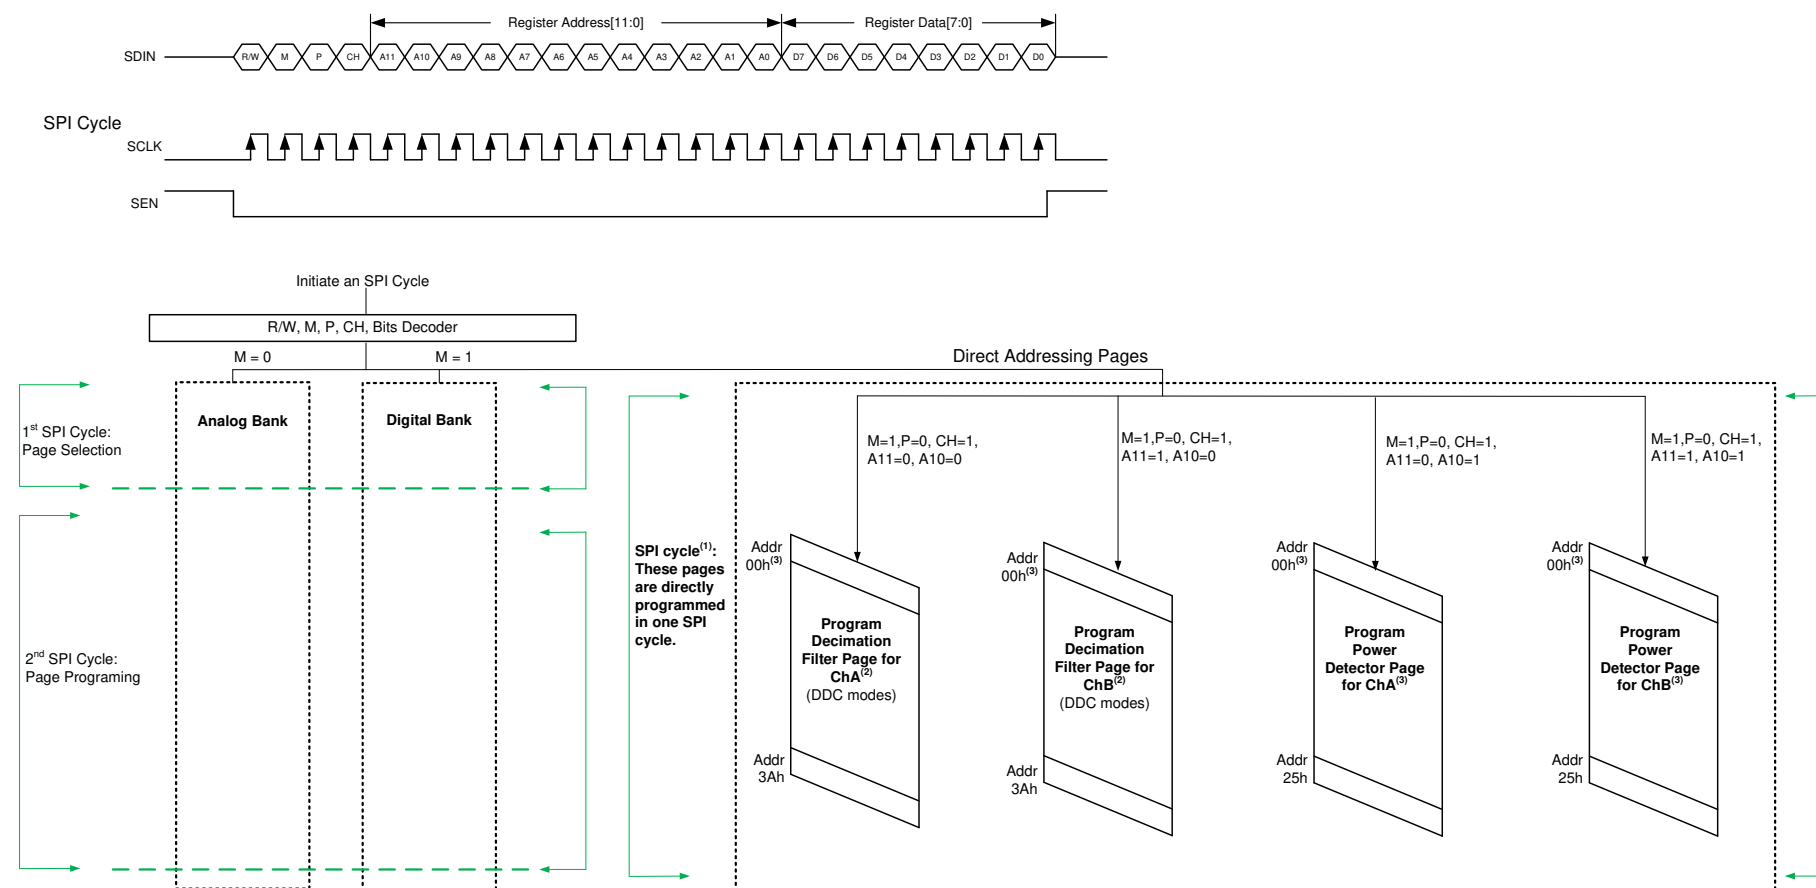 Register Address[11:0]
Register Data[7:0]
SDIN
R/W M P CH A11 A10 A9 A8 A7 A6 A5 A4 A3 A2 A1 A0 D7 D6 D5 D4 D3 D2 D1 D0
SPI Cycle
SCLK
SEN
Initiate an SPI Cycle
R/W, M, P, CH, Bits Decoder
M = 0
M = 1
Direct Addressing Pages
Analog Bank
Digital Bank
1st SPI Cycle:
Page Selection
2nd SPI Cycle:
Page Programing
SPI cycle(1):
These pages
are directly
programmed
in one SPI
cycle.
M=1,P=0, CH=1,
A11=0, A10=0
M=1,P=0, CH=1,
A11=1, A10=0
M=1,P=0, CH=1,
A11=0, A10=1
M=1,P=0, CH=1,
A11=1, A10=1
Addr
00h(3)
Program
Decimation
Filter Page for
ChA(2)
(DDC modes)
Addr
3Ah
Addr
00h(3)
Program
Decimation
Filter Page for
ChB(2)
(DDC modes)
Addr
3Ah
Addr
00h(3)
Program
Power
Detector Page
for ChA(3)
Addr
25h
Addr
00h(3)
Program
Power
Detector Page
for ChB(3)
Addr
25h